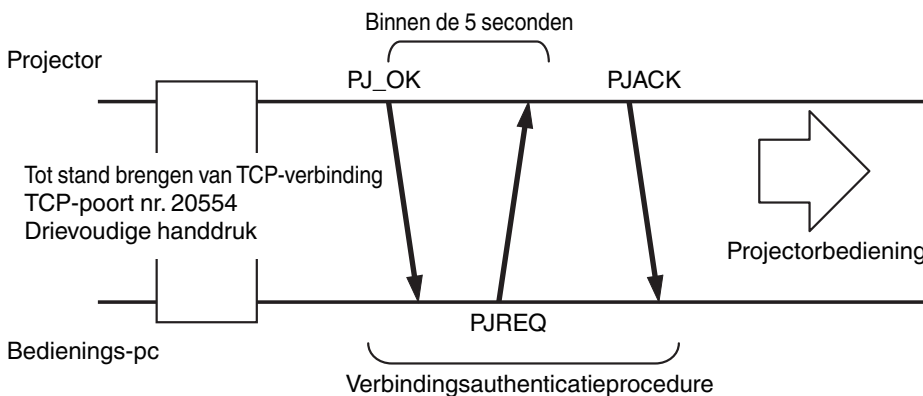 Binnen de 5 seconden
Projector
PJ_OK
PJACK
Tot stand brengen van TCP-verbinding
TCP-poort nr. 20554
Drievoudige handdruk
Projectorbediening
PJREQ
Bedienings-pc
Verbindingsauthenticatieprocedure